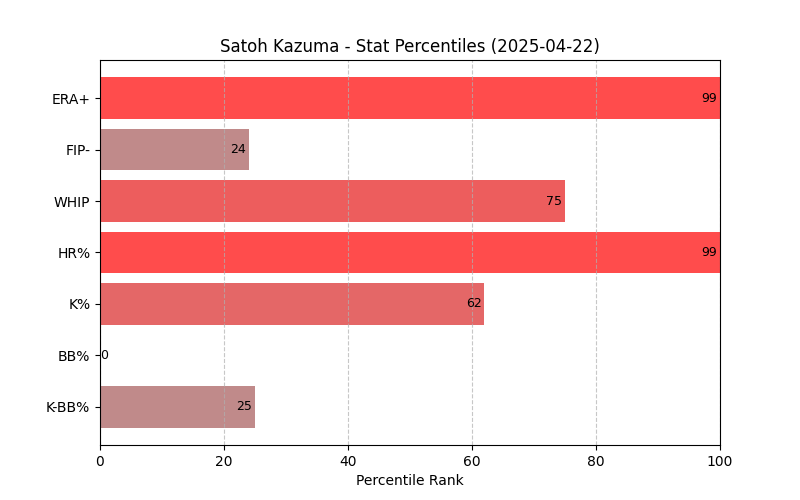 Satoh Kazuma - Stat Percentiles (2025-04-22)
ERA+ 99
FIP- 24
WHIP 75
HR% 99
K% 62
BB% 0
K-BB% 25
0 20 40 60 80 100
Percentile Rank